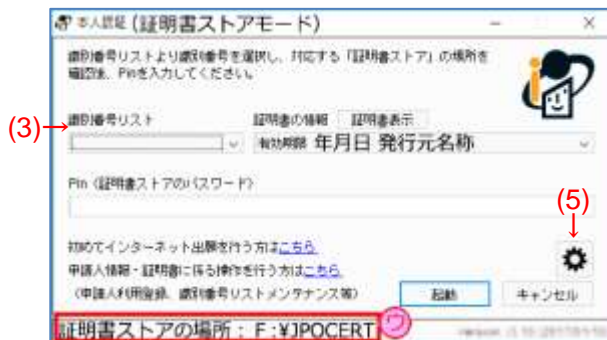 本人認証 (証明書ストアモード)
識別番号リストより識別番号を選択し、対応する「証明書ストア」の場所を
確認後、Pinを入力してください。
(3)
識別番号リスト
証明書の情報 証明書表示
有効期限 年月日 発行元名称
Pin (証明書ストアのパスワード)
(5)
初めてインターネット出願を行う方はこちら
申請人情報・証明書に係る操作を行う方はこちら
(申請人利用登録、識別番号リストメンテナンス等)
起動 キャンセル
証明書ストアの場所: F:¥JPOCERT
ワ